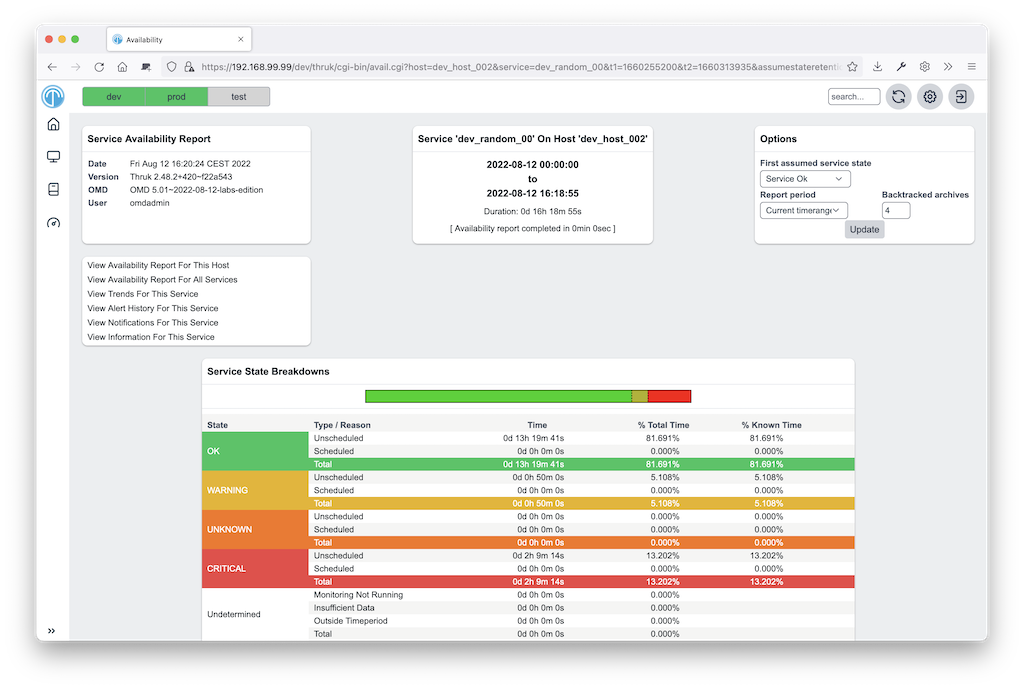 Availability
https://192.168.99.99/dev/thruk/cgi-bin/avail.cgi?host=dev_host_002&service=dev_random_00&t1=1660255200&t2=1660313935&assumestateretenti
dev prod test
search...
Service Availability Report
Date Fri Aug 12 16:20:24 CEST 2022
Version Thruk 2.48.2+420~f22a543
OMD OMD 5.01~2022-08-12-labs-edition
User omdadmin
Service 'dev_random_00' On Host 'dev_host_002'
2022-08-12 00:00:00
to
2022-08-12 16:18:55
Duration: 0d 16h 18m 55s
[ Availability report completed in 0min 0sec ]
Options
First assumed service state
Service Ok
Report period Backtracked archives
Current timerange 4
Update
View Availability Report For This Host
View Availability Report For All Services
View Trends For This Service
View Alert History For This Service
View Notifications For This Service
View Information For This Service
Service State Breakdowns
State Type / Reason Time % Total Time % Known Time
OK
Unscheduled 0d 13h 19m 41s 81.691% 81.691%
Scheduled 0d 0h 0m 0s 0.000% 0.000%
Total 0d 13h 19m 41s 81.691% 81.691%
WARNING
Unscheduled 0d 0h 50m 0s 5.108% 5.108%
Scheduled 0d 0h 0m 0s 0.000% 0.000%
Total 0d 0h 50m 0s 5.108% 5.108%
UNKNOWN
Unscheduled 0d 0h 0m 0s 0.000% 0.000%
Scheduled 0d 0h 0m 0s 0.000% 0.000%
Total 0d 0h 0m 0s 0.000% 0.000%
CRITICAL
Unscheduled 0d 2h 9m 14s 13.202% 13.202%
Scheduled 0d 0h 0m 0s 0.000% 0.000%
Total 0d 2h 9m 14s 13.202% 13.202%
Undetermined
Monitoring Not Running 0d 0h 0m 0s 0.000%
Insufficient Data 0d 0h 0m 0s 0.000%
Outside Timeperiod 0d 0h 0m 0s 0.000%
Total 0d 0h 0m 0s 0.000%